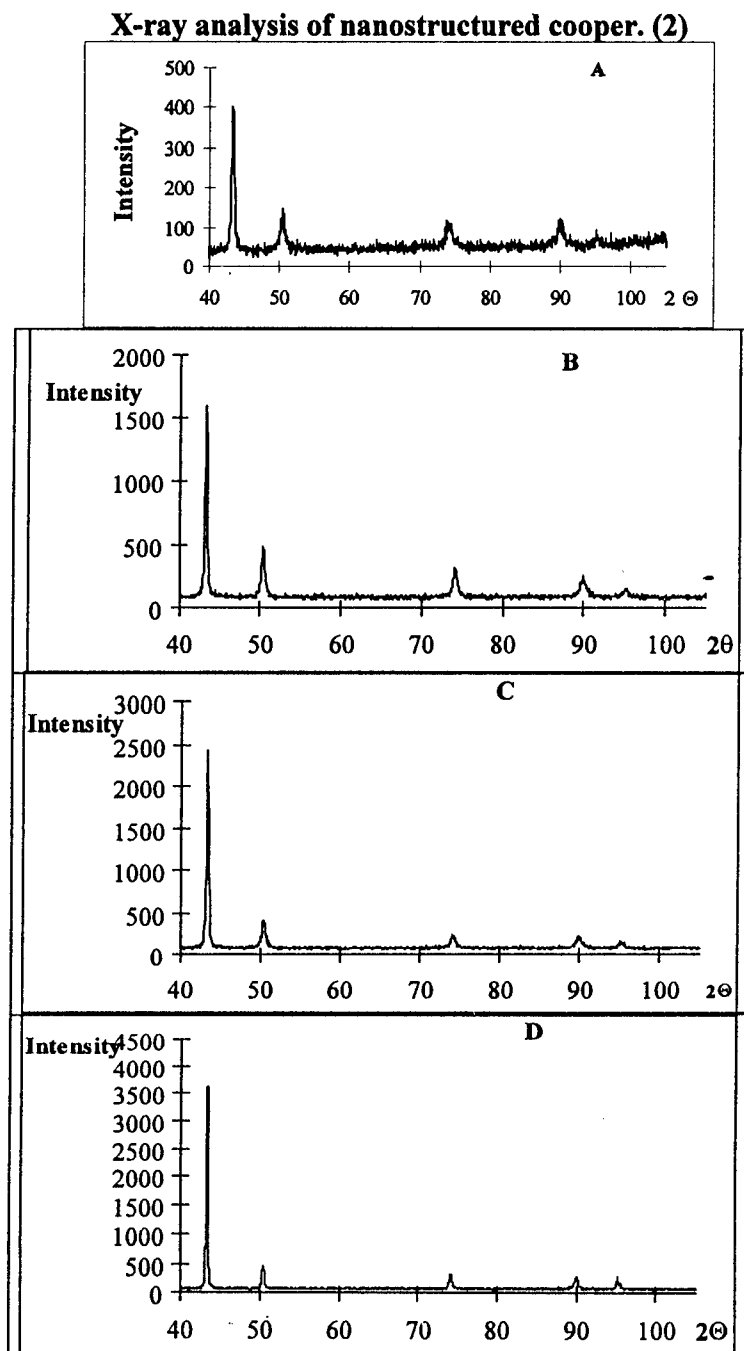 X-ray analysis of nanostructured cooper. (2)
A
Intensity
500
400
300
200
100
0
40 50 60 70 80 90 100 2 Θ
B
Intensity
2000
1500
1000
500
0
40 50 60 70 80 90 100 2θ
C
Intensity
3000
2500
2000
1500
1000
500
0
40 50 60 70 80 90 100 2Θ
D
Intensity
4500
4000
3500
3000
2500
2000
1500
1000
500
0
40 50 60 70 80 90 100 2Θ